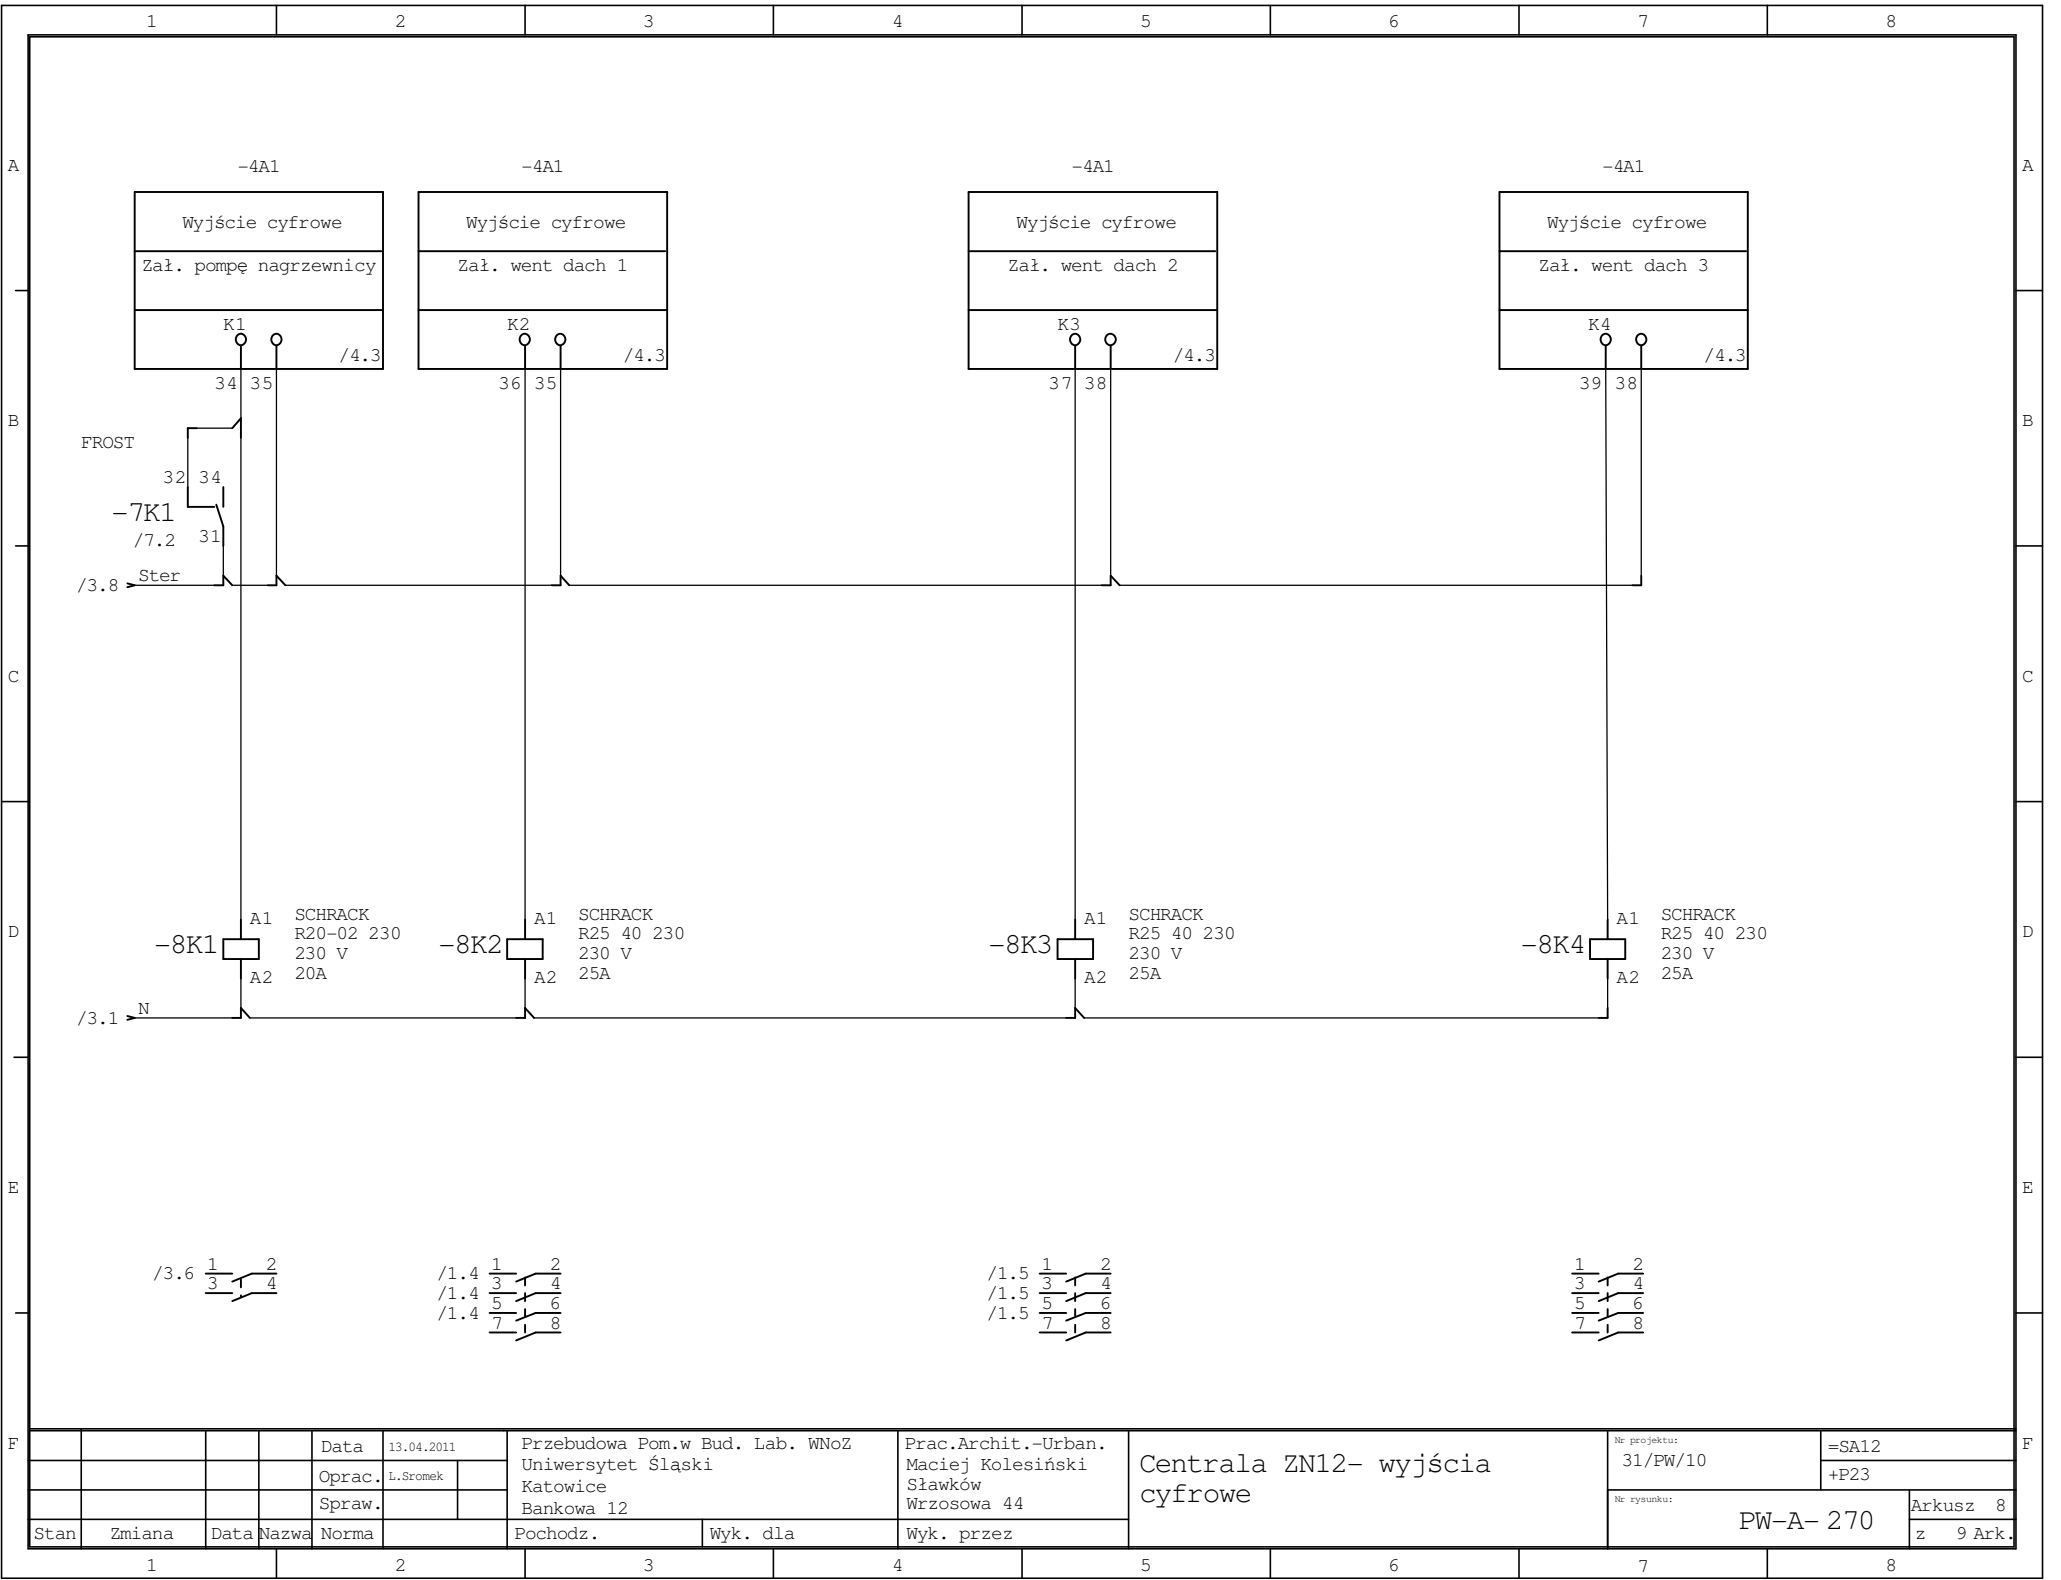 1 2 3 4 5 6 7 8
A A
-4A1 -4A1 -4A1 -4A1
Wyjście cyfrowe Wyjście cyfrowe Wyjście cyfrowe Wyjście cyfrowe
Zał. pompę nagrzewnicy Zał. went dach 1 Zał. went dach 2 Zał. went dach 3
K1 K2 K3 K4
/4.3 /4.3 /4.3 /4.3
34 35 36 35 37 38 39 38
B B
FROST
32 34
-7K1
/7.2 31
/3.8 Ster
C C
A1 SCHRACK A1 SCHRACK A1 SCHRACK A1 SCHRACK
D D
-8K1 R20-02 230 -8K2 R25 40 230 -8K3 R25 40 230 -8K4 R25 40 230
230 V 230 V 230 V 230 V
A2 20A A2 25A A2 25A A2 25A
/3.1 N
E E
/3.6 1 2 /1.4 1 2 /1.5 1 2 1 2
3 4 /1.4 3 4 /1.5 3 4 3 4
/1.4 5 6 /1.5 5 6 5 6
7 8 7 8 7 8
F F
Data 13.04.2011
Oprac. L.Sromek
Spraw.
Stan Zmiana Data Nazwa Norma
Przebudowa Pom.w Bud. Lab. WNoZ
Uniwersytet Śląski
Katowice
Bankowa 12
Pochodz. Wyk. dla
Prac.Archit.-Urban.
Maciej Kolesiński
Sławków
Wrzosowa 44
Wyk. przez
Centrala ZN12- wyjścia
cyfrowe
Nr projektu:
31/PW/10
=SA12
+P23
Nr rysunku:
PW-A- 270
Arkusz 8
z 9 Ark.
1 2 3 4 5 6 7 8